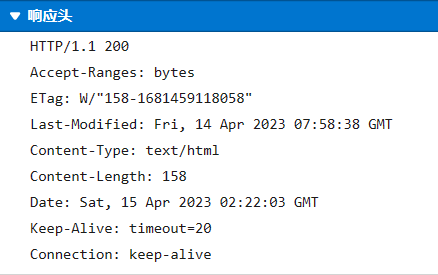 响应头
HTTP/1.1 200
Accept-Ranges: bytes
ETag: W/"158-1681459118058"
Last-Modified: Fri, 14 Apr 2023 07:58:38 GMT
Content-Type: text/html
Content-Length: 158
Date: Sat, 15 Apr 2023 02:22:03 GMT
Keep-Alive: timeout=20
Connection: keep-alive